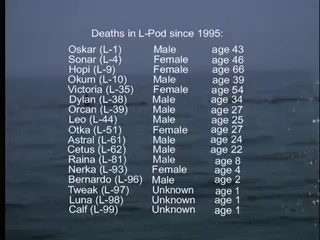 Deaths in L-Pod since 1995:
Oskar (L-1) Male age 43
Sonar (L-4) Female age 46
Hopi (L-9) Female age 66
Okum (L-10) Male age 39
Victoria (L-35) Female age 54
Dylan (L-38) Male age 34
Orcan (L-39) Male age 27
Leo (L-44) Male age 25
Otka (L-51) Female age 27
Astral (L-61) Male age 24
Cetus (L-62) Male age 22
Raina (L-81) Male age 8
Nerka (L-93) Female age 4
Bernardo (L-96) Male age 2
Tweak (L-97) Unknown age 1
Luna (L-98) Unknown age 1
Calf (L-99) Unknown age 1